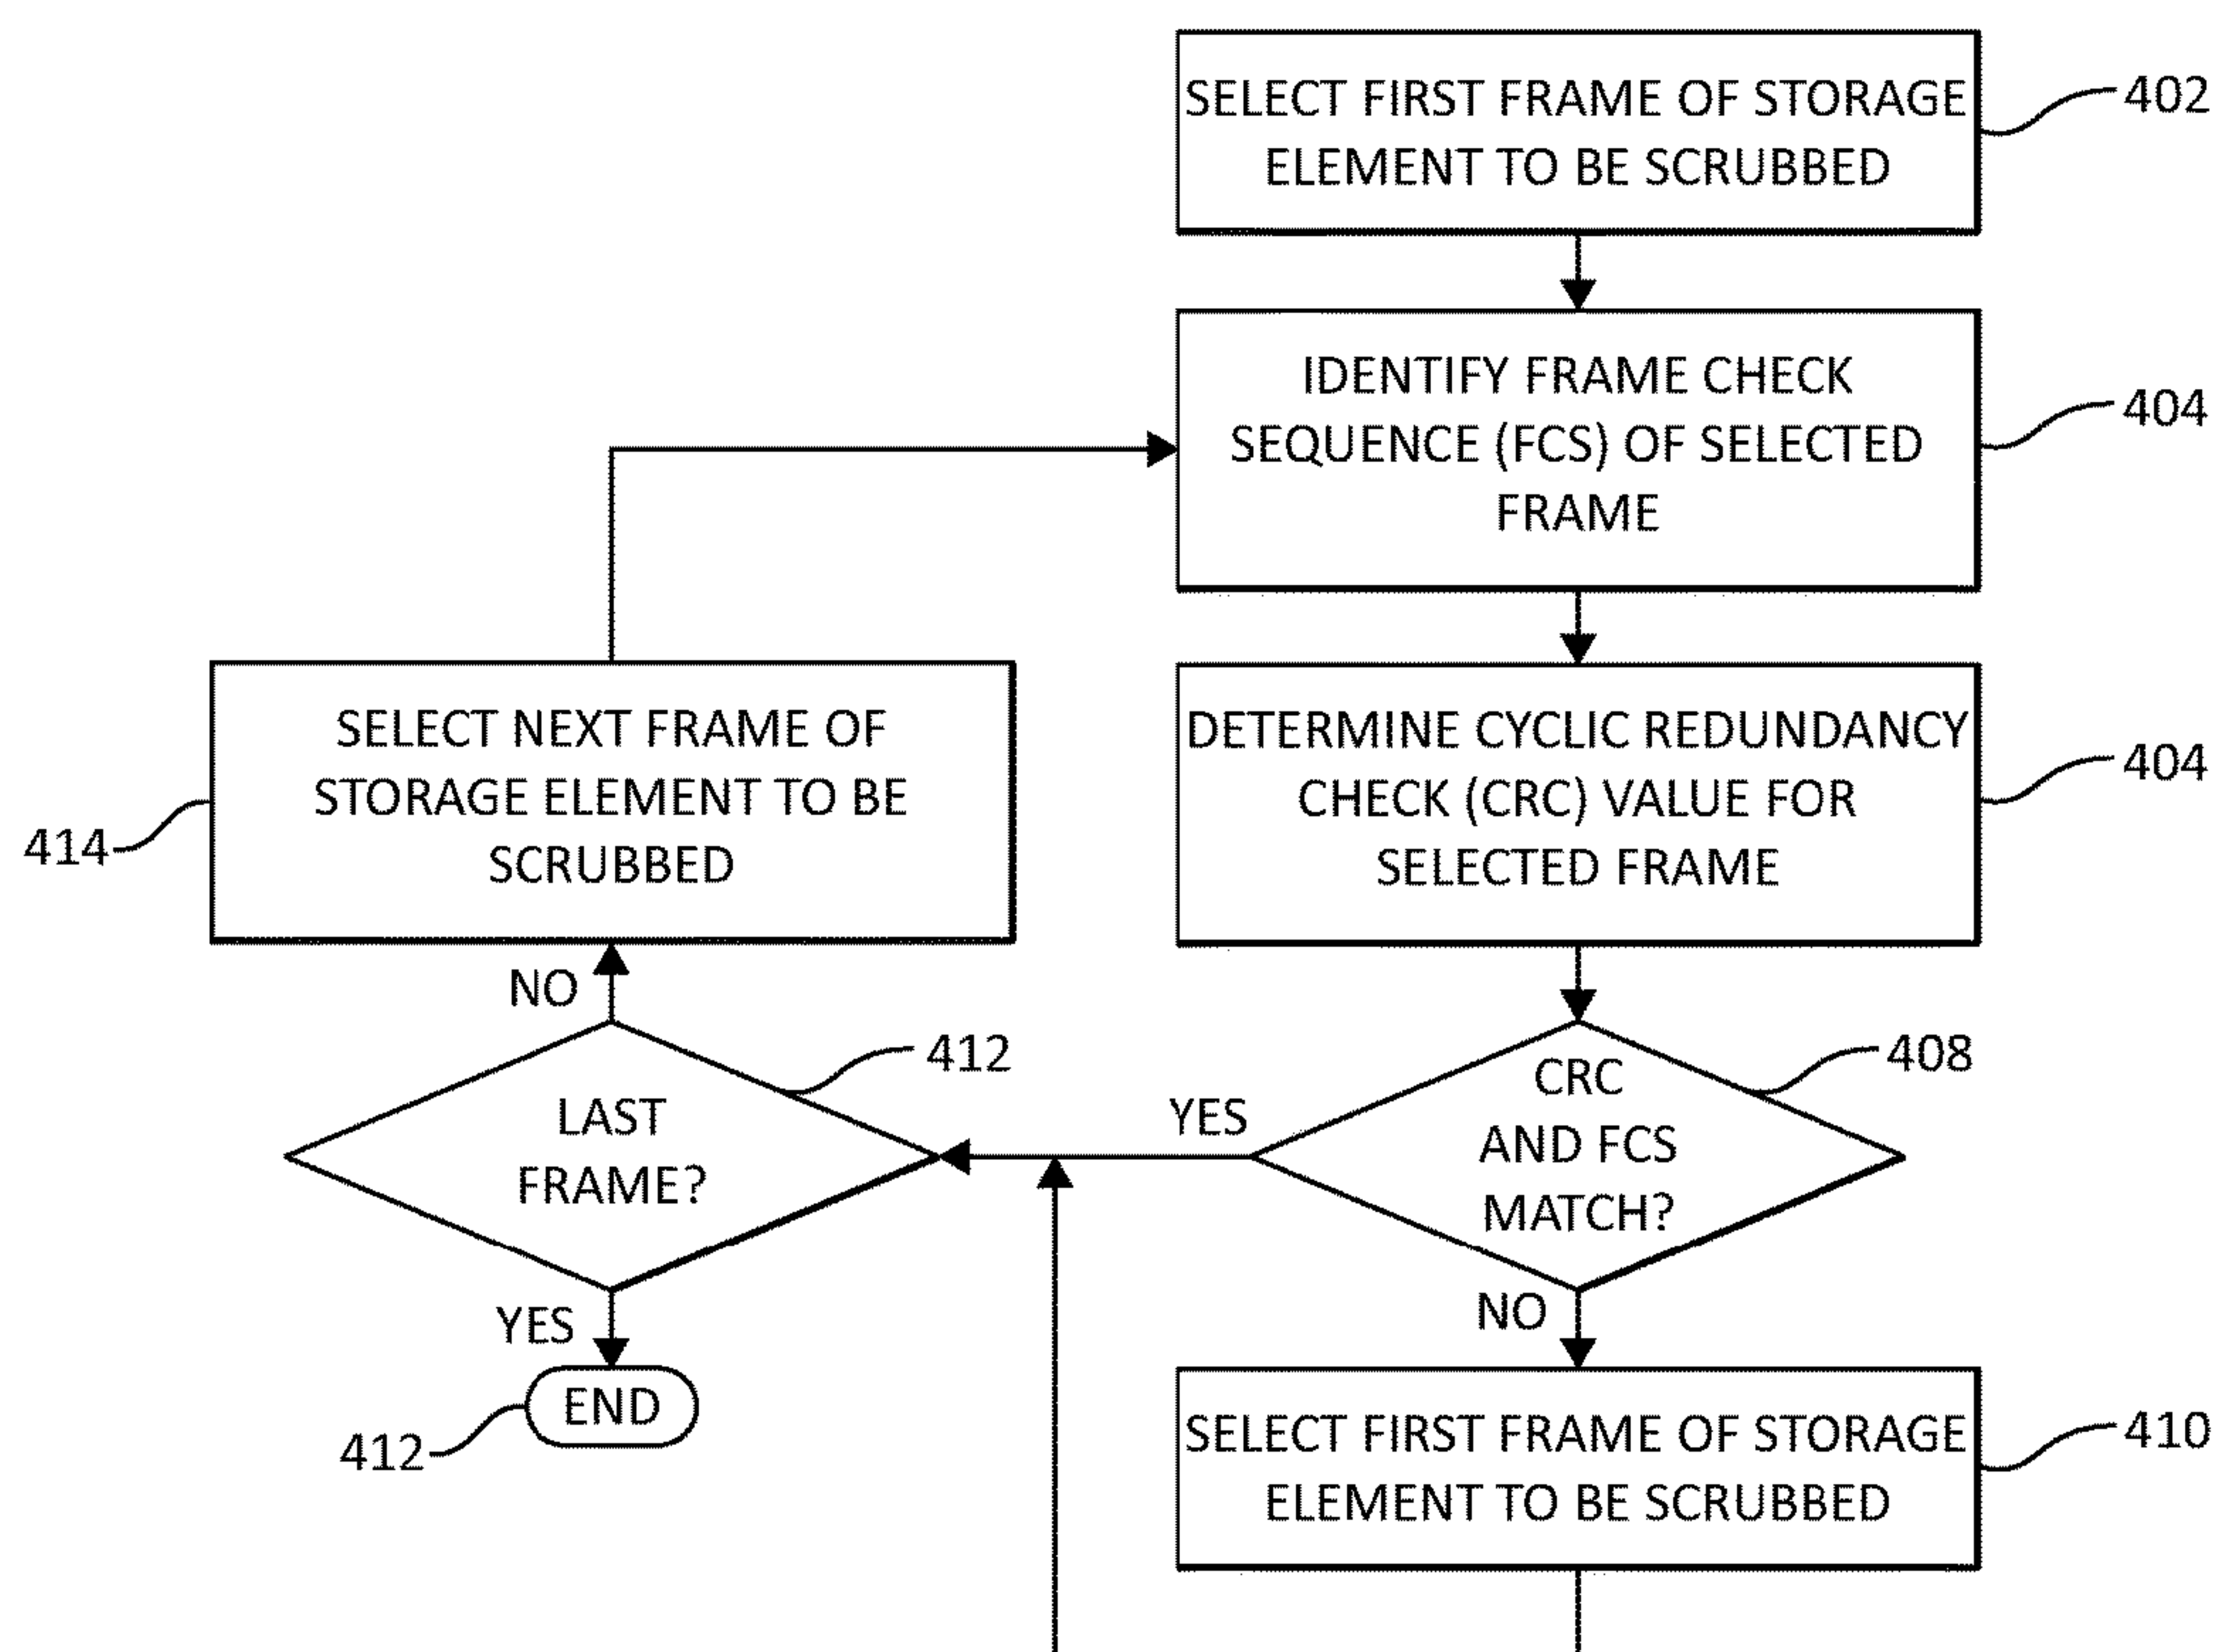 SELECT FIRST FRAME OF STORAGE
ELEMENT TO BE SCRUBBED
402
IDENTIFY FRAME CHECK
SEQUENCE (FCS) OF SELECTED
FRAME
404
DETERMINE CYCLIC REDUNDANCY
CHECK (CRC) VALUE FOR
SELECTED FRAME
404
SELECT NEXT FRAME OF
STORAGE ELEMENT TO BE
SCRUBBED
414
NO
LAST
FRAME?
412
YES
CRC
AND FCS
MATCH?
408
YES
END
412
NO
SELECT FIRST FRAME OF STORAGE
ELEMENT TO BE SCRUBBED
410